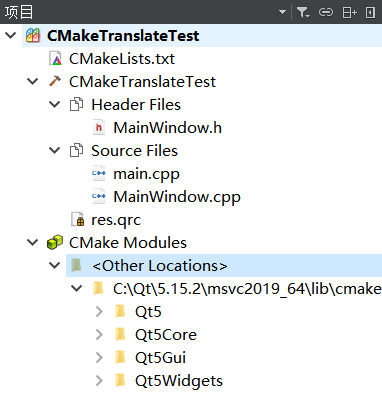 项目
CMakeTranslateTest
CMakeLists.txt
CMakeTranslateTest
Header Files
MainWindow.h
Source Files
main.cpp
MainWindow.cpp
res.qrc
CMake Modules
<Other Locations>
C:\Qt\5.15.2\msvc2019_64\lib\cmake
Qt5
Qt5Core
Qt5Gui
Qt5Widgets